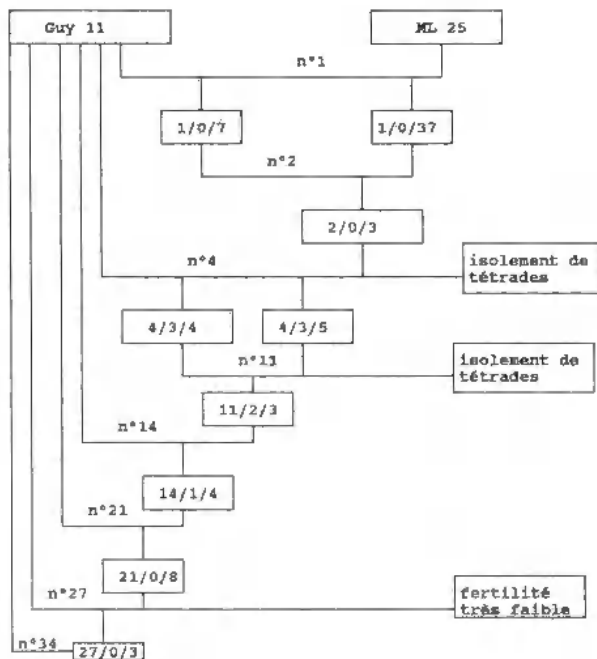 Guy 11
ML 25
n°1
1/0/7
1/0/37
n°2
2/0/3
n°4
isolement de
tétrades
4/3/4
4/3/5
n°11
isolement de
tétrades
11/2/3
n°14
14/1/4
n°21
21/0/8
n°27
fertilité
très faible
n°34
27/0/3